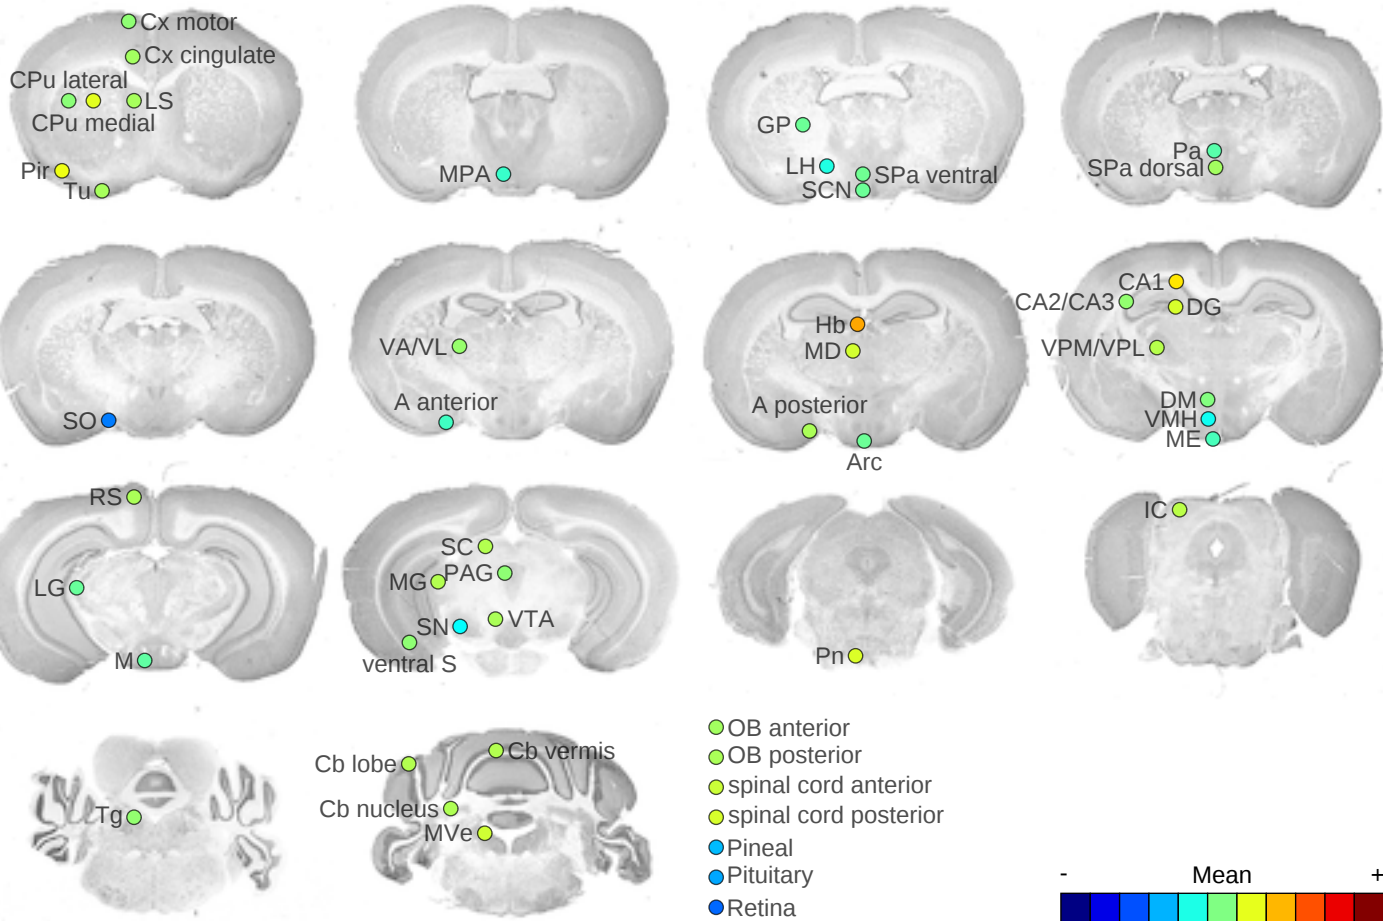 Cx motor
Cx cingulate
CPu lateral
LS
CPu medial
Pir
Tu
MPA
GP
LH
SPa ventral
SCN
Pa
SPa dorsal
SO
VA/VL
A anterior
Hb
MD
A posterior
Arc
CA1
CA2/CA3
DG
VPM/VPL
DM
VMH
ME
RS
LG
M
SC
PAG
MG
SN
VTA
ventral S
Pn
IC
Tg
Cb lobe
Cb vermis
Cb nucleus
MVe
OB anterior
OB posterior
spinal cord anterior
spinal cord posterior
Pineal
Pituitary
Retina
- Mean +